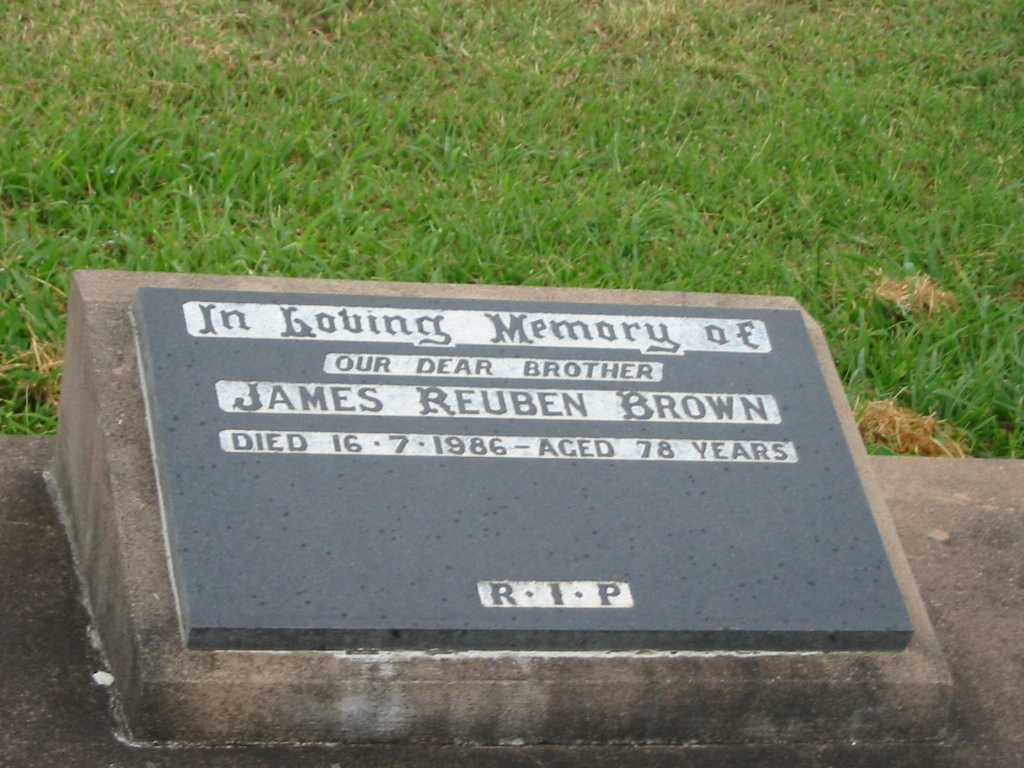 In Loving Memory of
OUR DEAR BROTHER
JAMES REUBEN BROWN
DIED 16·7·1986–AGED 78 YEARS
R·I·P